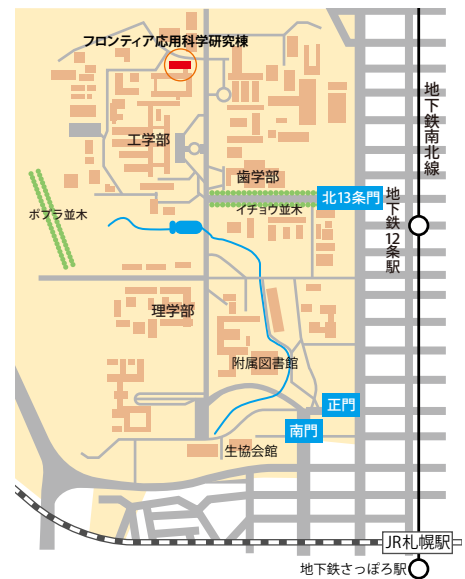 フロンティア応用科学研究棟
地下鉄南北線
工学部
歯学部
北13条門
地下鉄12条駅
ポプラ並木
イチョウ並木
理学部
附属図書館
正門
南門
生協会館
JR札幌駅
地下鉄さっぽろ駅